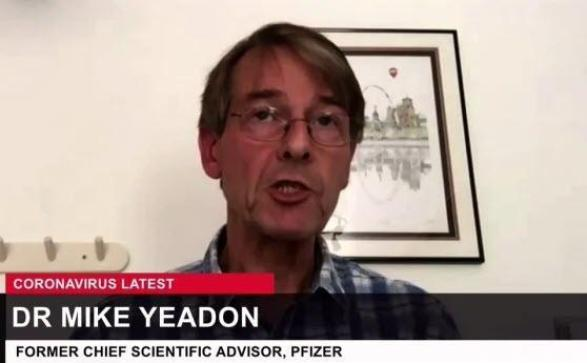 CORONAVIRUS LATEST
DR MIKE YEADON
FORMER CHIEF SCIENTIFIC ADVISOR, PFIZER